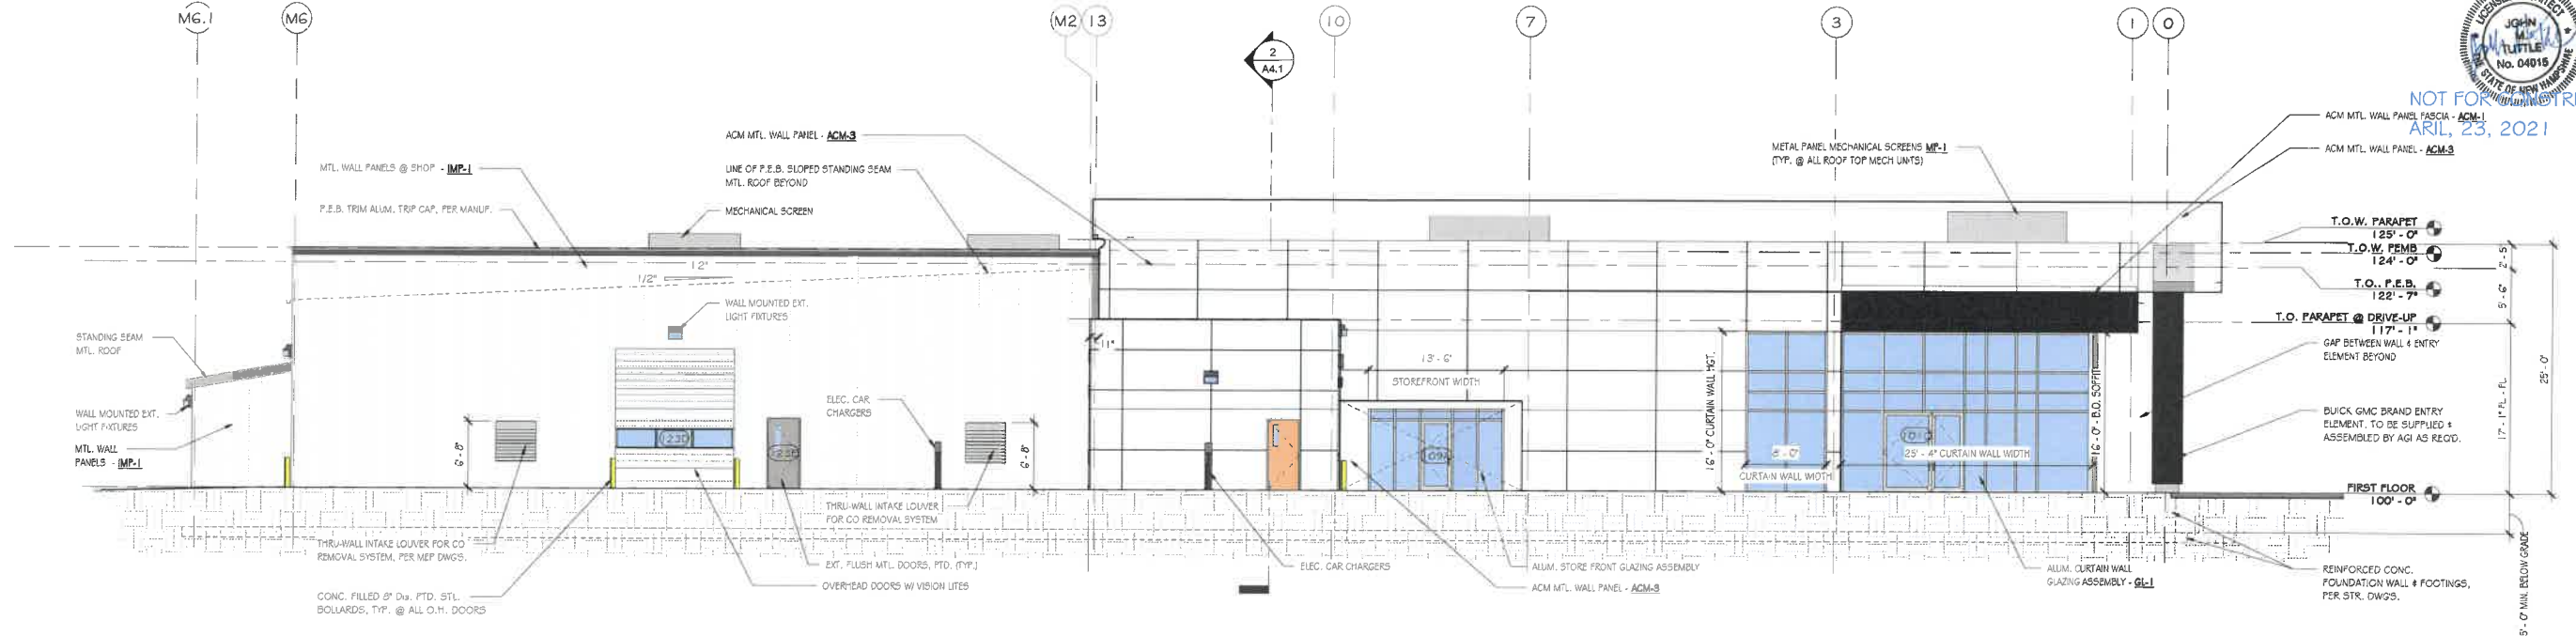 M6.1
M6
M2
13
10
7
3
1
0
2
A4.1
JOHN
M.
TUTTLE
No. 04015
STATE OF NEW HAMPSHIRE
NOT FOR
ARIL, 23, 2021
ACM MTL. WALL PANEL FASCIA - ACM-1
ACM MTL. WALL PANEL - ACM-3
METAL PANEL MECHANICAL SCREENS MP-1
(TYP. @ ALL ROOF TOP MECH UNITS)
ACM MTL. WALL PANEL - ACM-3
LINE OF P.E.B. SLOPED STANDING SEAM
MTL. ROOF BEYOND
MECHANICAL SCREEN
MTL. WALL PANELS @ SHOP - IMP-1
P.E.B. TRIM ALUM. TRIP CAP, PER MANUF.
12"
1/2"
WALL MOUNTED EXT.
LIGHT FIXTURES
STANDING SEAM
MTL. ROOF
WALL MOUNTED EXT.
LIGHT FIXTURES
MTL. WALL
PANELS - IMP-1
6'-8"
ELEC. CAR
CHARGERS
6'-8"
11"
13'-6"
STOREFRONT WIDTH
16'-0" CURTAIN WALL HGT.
8'-0"
CURTAIN WALL WIDTH
25'-4" CURTAIN WALL WIDTH
16'-0" B.O. SOFFIT
T.O.W. PARAPET
125'-0"
T.O.W. PEMB
124'-0"
T.O.. P.E.B.
122'-7"
T.O. PARAPET @ DRIVE-UP
117'-1"
GAP BETWEEN WALL & ENTRY
ELEMENT BEYOND
BUICK GMC BRAND ENTRY
ELEMENT, TO BE SUPPLIED &
ASSEMBLED BY AGI AS REQ'D.
FIRST FLOOR
100'-0"
2'-5"
5'-6"
17'-1" FL - FL
25'-0"
5'-0" MIN. BELOW GRADE
THRU-WALL INTAKE LOUVER FOR CO
REMOVAL SYSTEM, PER MEP DWGS.
CONC. FILLED 8" Dia. PTD. STL.
BOLLARDS, TYP. @ ALL O.H. DOORS
THRU-WALL INTAKE LOUVER
FOR CO REMOVAL SYSTEM
EXT. FLUSH MTL. DOORS, PTD. (TYP.)
OVERHEAD DOORS W/ VISION LITES
ELEC. CAR CHARGERS
ALUM. STORE FRONT GLAZING ASSEMBLY
ACM MTL. WALL PANEL - ACM-3
ALUM. CURTAIN WALL
GLAZING ASSEMBLY - GL-1
REINFORCED CONC.
FOUNDATION WALL & FOOTINGS,
PER STR. DWG'S.